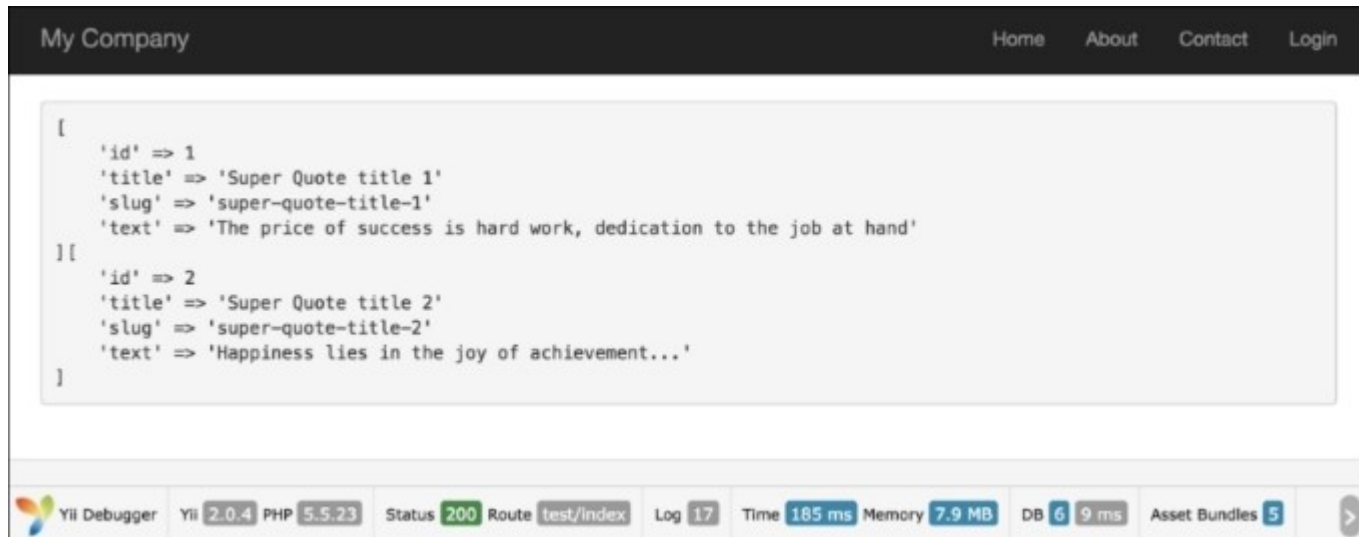 My Company Home About Contact Login
[
'id' => 1
'title' => 'Super Quote title 1'
'slug' => 'super-quote-title-1'
'text' => 'The price of success is hard work, dedication to the job at hand'
][
'id' => 2
'title' => 'Super Quote title 2'
'slug' => 'super-quote-title-2'
'text' => 'Happiness lies in the joy of achievement...'
]
Yii Debugger Yii 2.0.4 PHP 5.5.23 Status 200 Route test/index Log 17 Time 185 ms Memory 7.9 MB DB 6 9 ms Asset Bundles 5 >